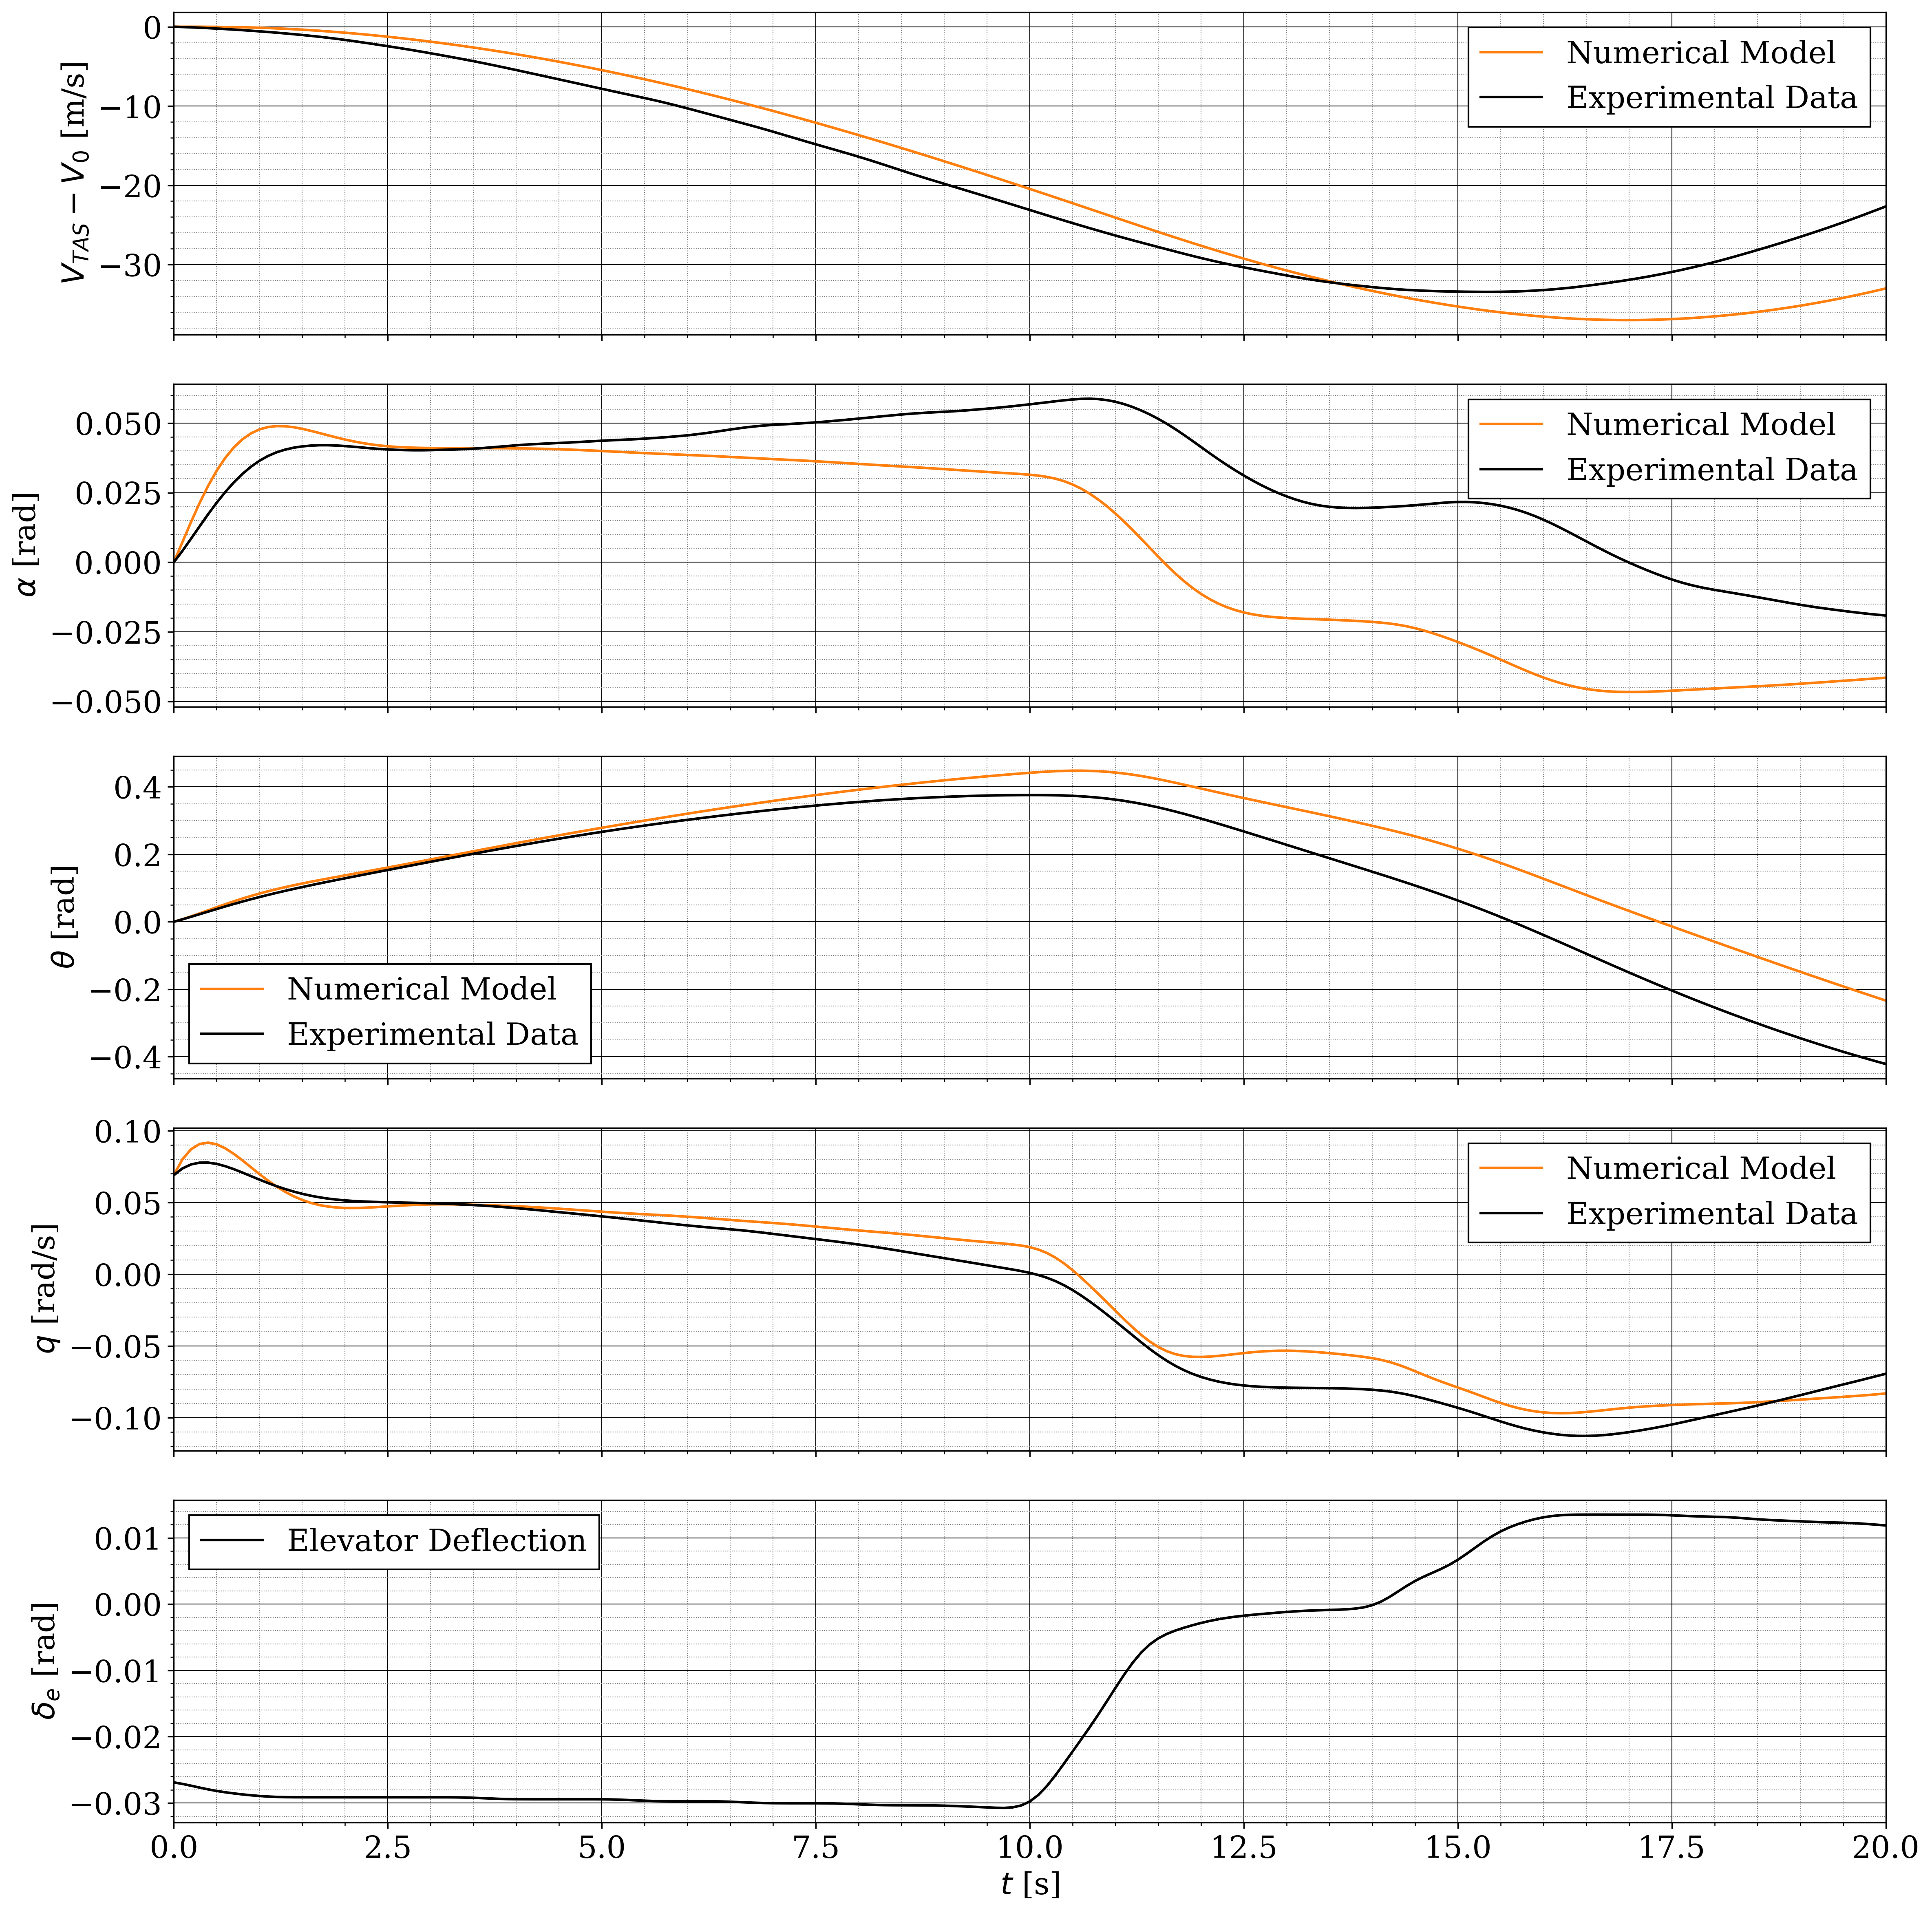 0
−10
−20
−30
V_TAS − V_0 [m/s]
Numerical Model
Experimental Data
0.050
0.025
0.000
−0.025
−0.050
α [rad]
Numerical Model
Experimental Data
0.4
0.2
0.0
−0.2
−0.4
θ [rad]
Numerical Model
Experimental Data
0.10
0.05
0.00
−0.05
−0.10
q [rad/s]
Numerical Model
Experimental Data
0.01
0.00
−0.01
−0.02
−0.03
δ_e [rad]
Elevator Deflection
0.0 2.5 5.0 7.5 10.0 12.5 15.0 17.5 20.0
t [s]